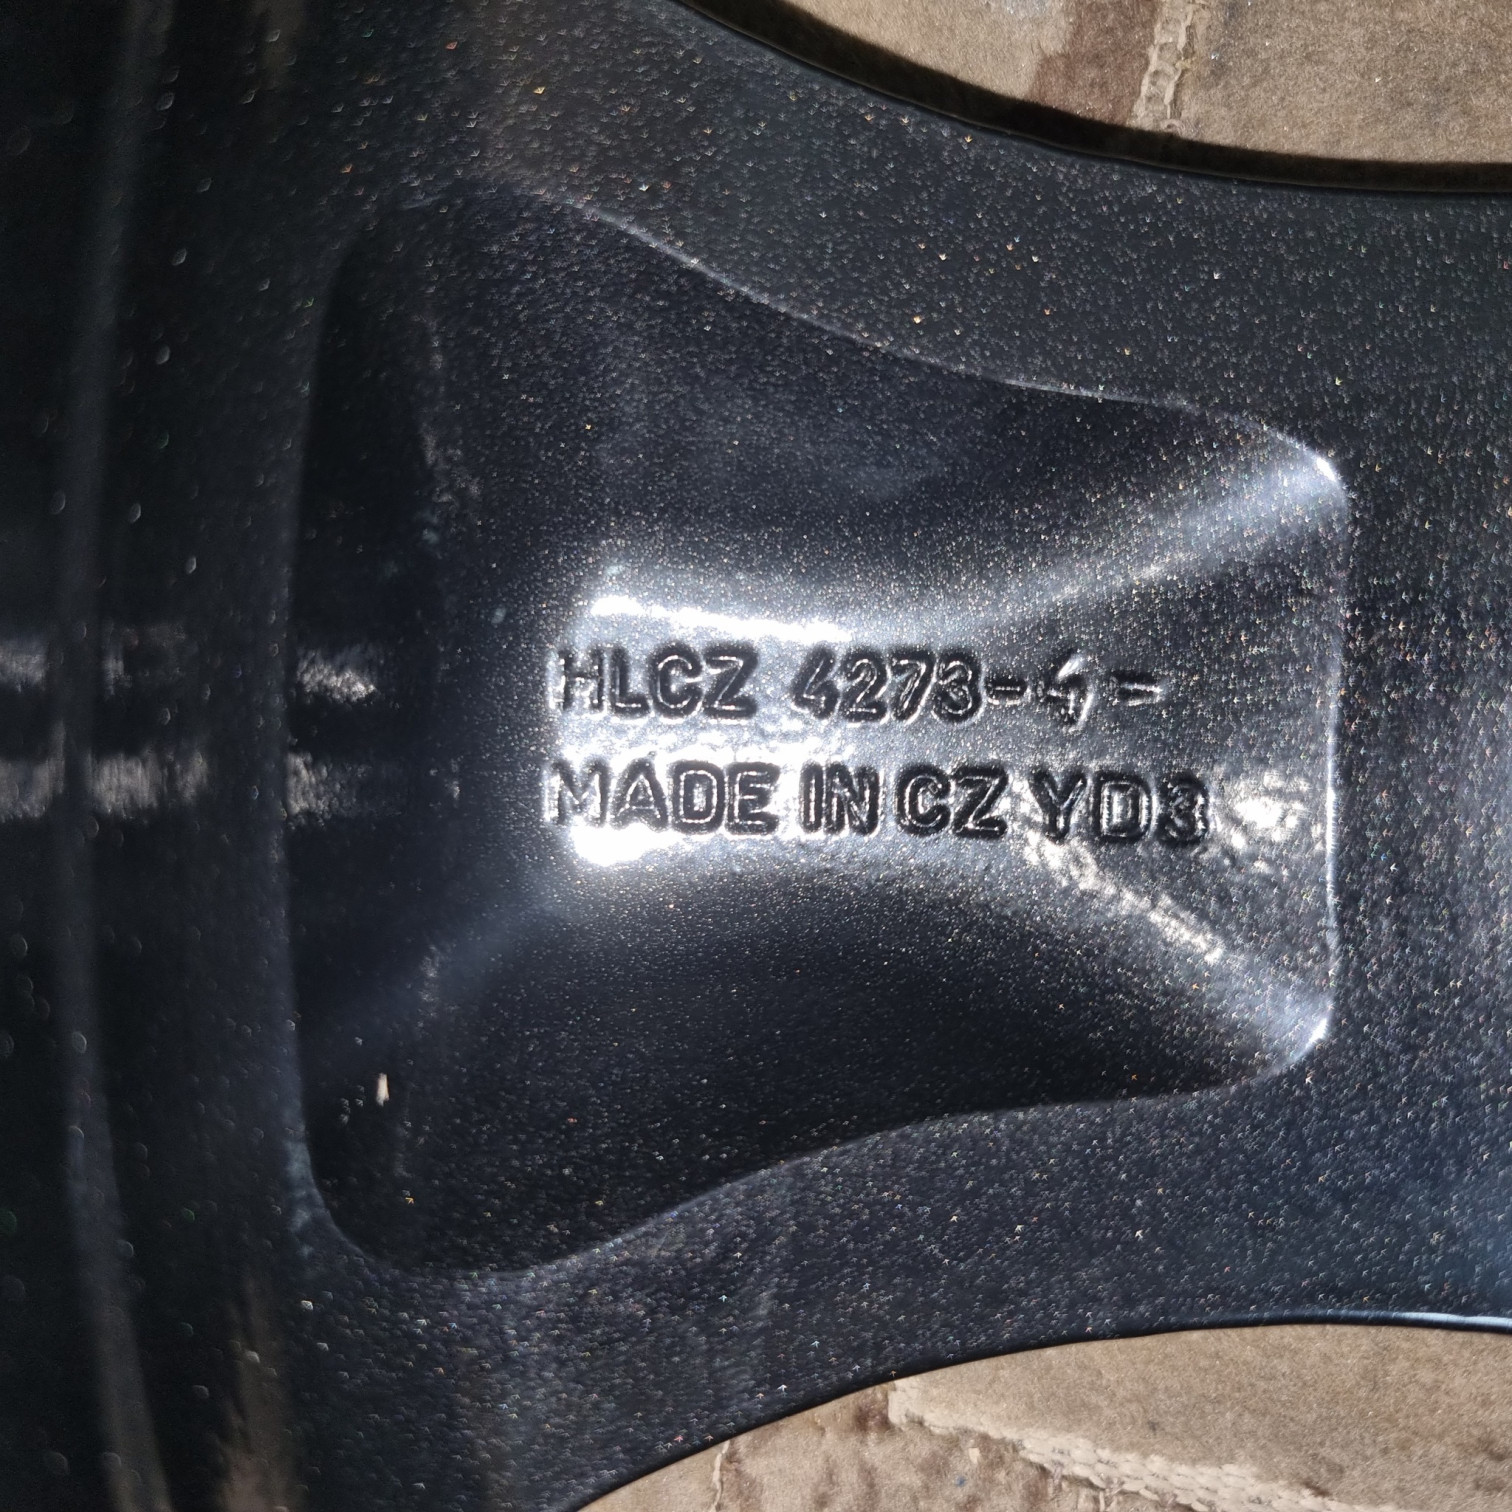 HLCZ 4273-4 =
MADE IN CZ YD3